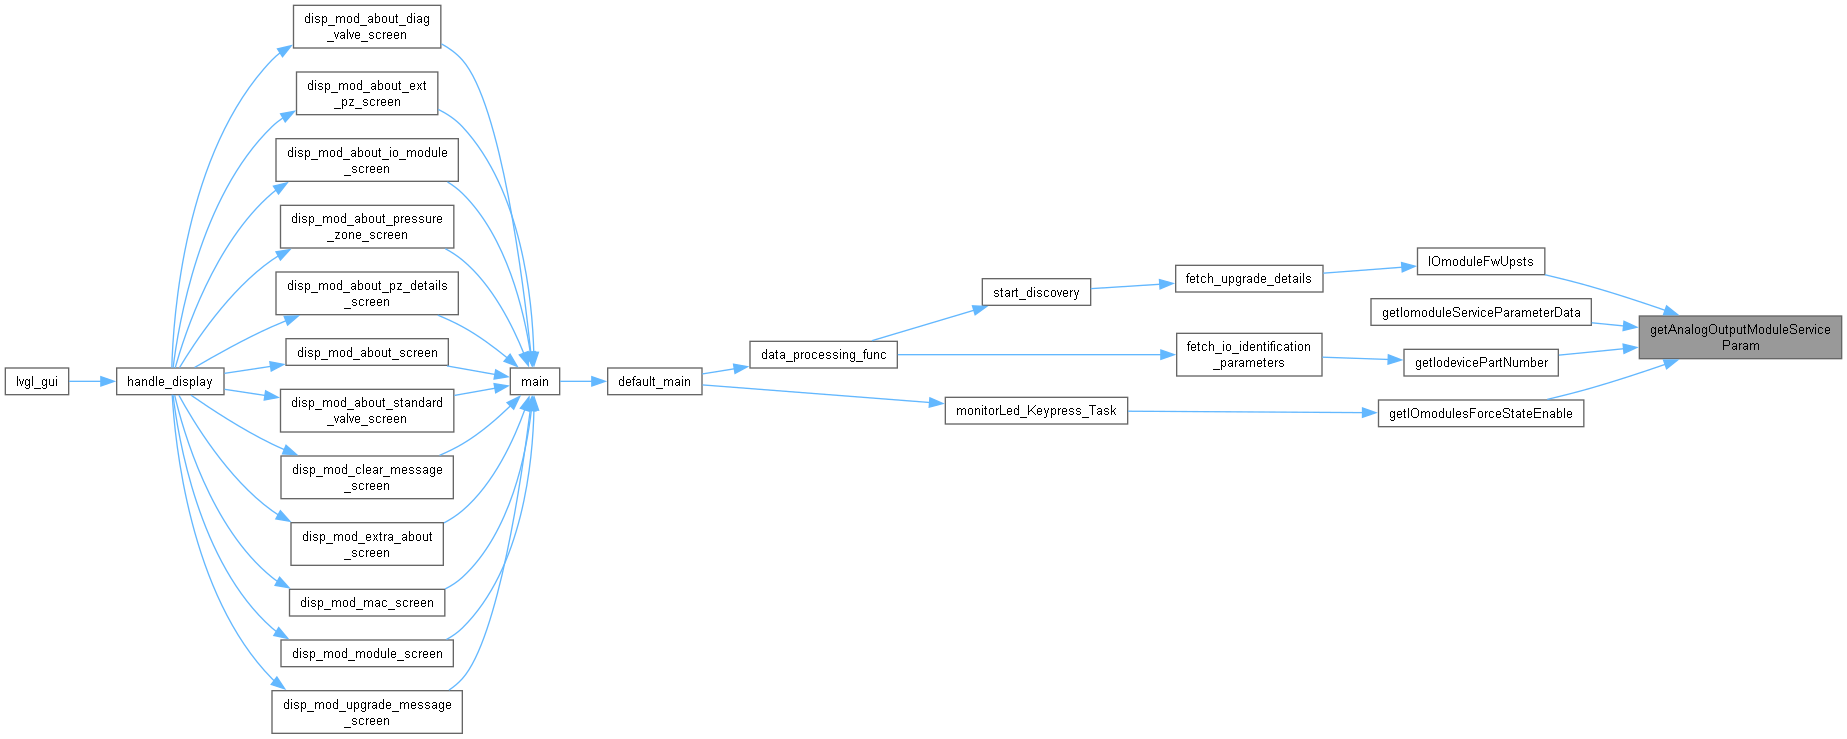 disp_mod_about_diag
_valve_screen
disp_mod_about_ext
_pz_screen
disp_mod_about_io_module
_screen
disp_mod_about_pressure
_zone_screen
disp_mod_about_pz_details
_screen
disp_mod_about_screen
lvgl_gui
handle_display
disp_mod_about_standard
_valve_screen
disp_mod_clear_message
_screen
disp_mod_extra_about
_screen
disp_mod_mac_screen
disp_mod_module_screen
disp_mod_upgrade_message
_screen
main
default_main
data_processing_func
monitorLed_Keypress_Task
start_discovery
fetch_upgrade_details
fetch_io_identification
_parameters
IOmoduleFwUpsts
getIomoduleServiceParameterData
getIodevicePartNumber
getIOmodulesForceStateEnable
getAnalogOutputModuleService
Param